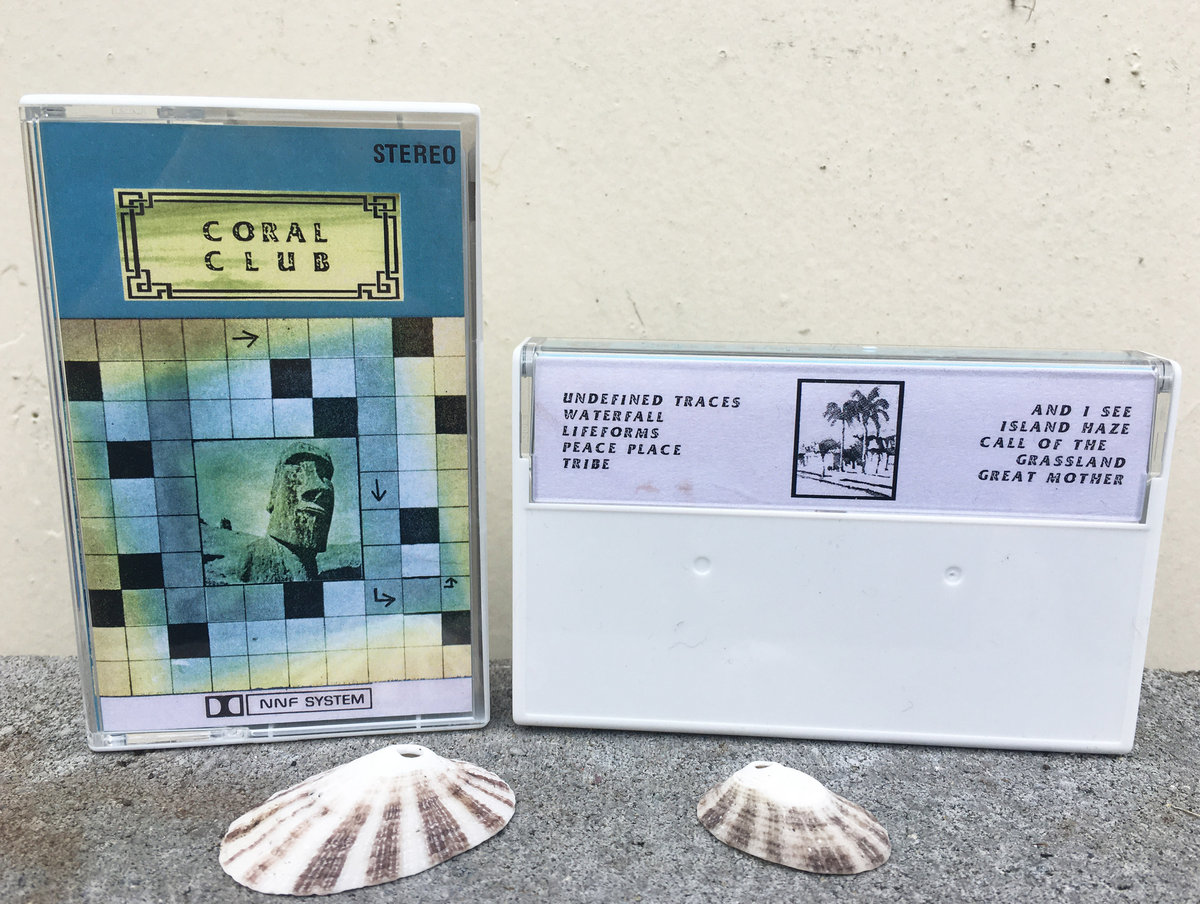 STEREO
CORAL
CLUB
NNF SYSTEM
UNDEFINED TRACES
WATERFALL
LIFEFORMS
PEACE PLACE
TRIBE
AND I SEE
ISLAND HAZE
CALL OF THE
GRASSLAND
GREAT MOTHER